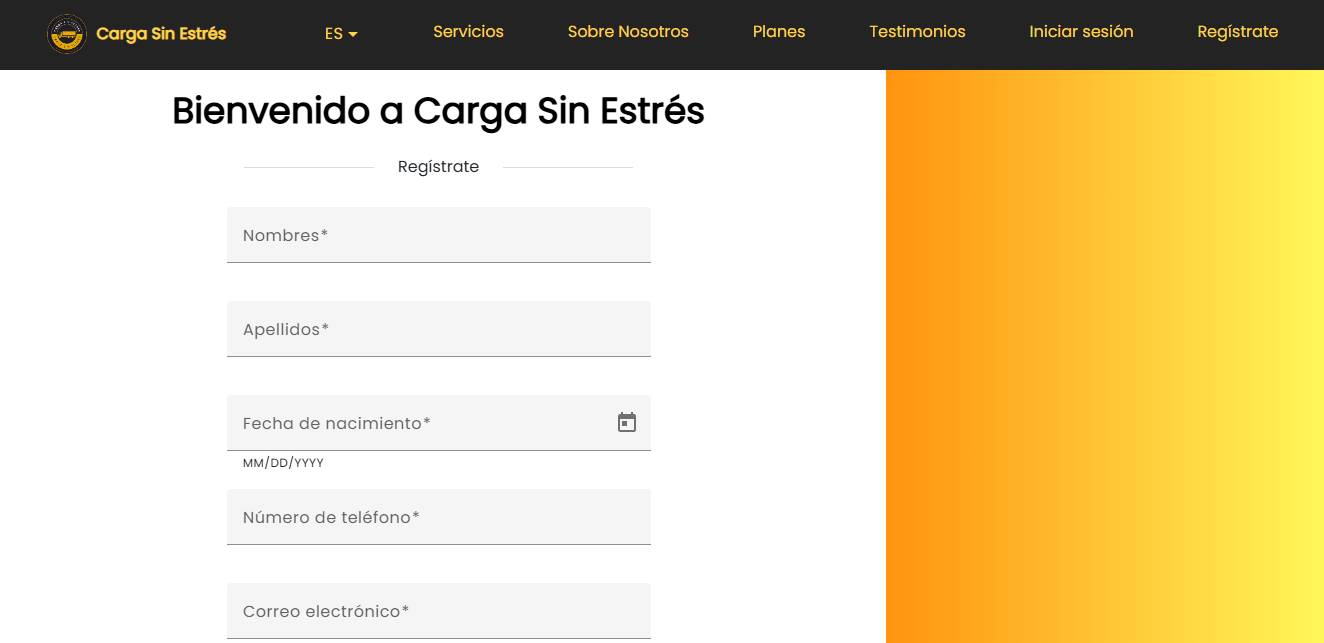 Carga Sin Estrés
ES
Servicios
Sobre Nosotros
Planes
Testimonios
Iniciar sesión
Regístrate
Bienvenido a Carga Sin Estrés
Regístrate
Nombres*
Apellidos*
Fecha de nacimiento*
MM/DD/YYYY
Número de teléfono*
Correo electrónico*